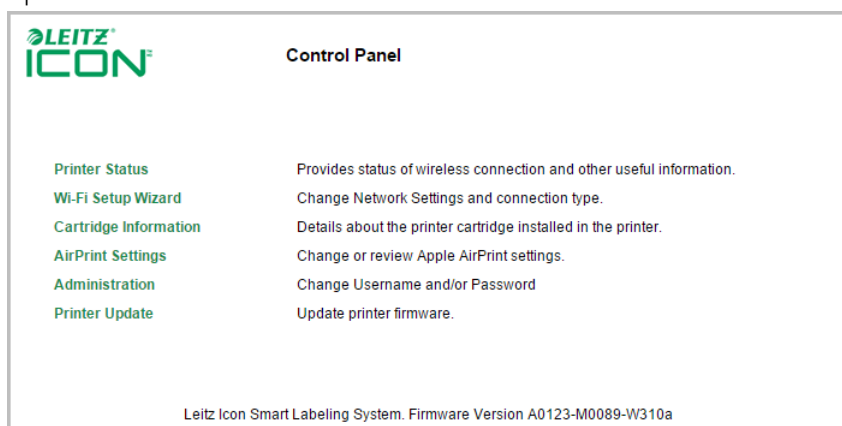 LEITZ®
ICON™
Control Panel
Printer Status Provides status of wireless connection and other useful information.
Wi-Fi Setup Wizard Change Network Settings and connection type.
Cartridge Information Details about the printer cartridge installed in the printer.
AirPrint Settings Change or review Apple AirPrint settings.
Administration Change Username and/or Password
Printer Update Update printer firmware.
Leitz Icon Smart Labeling System. Firmware Version A0123-M0089-W310a